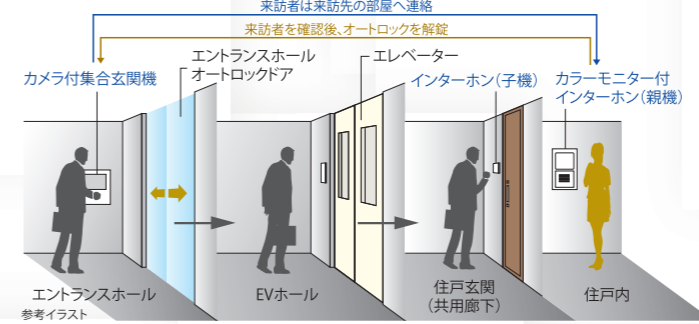 来訪者は来訪先の部屋へ連絡
来訪者を確認後、オートロックを解錠
カメラ付集合玄関機
エントランスホール
オートロックドア
エレベーター
インターホン（子機）
カラーモニター付
インターホン（親機）
エントランスホール
EVホール
住戸玄関
（共用廊下）
住戸内
参考イラスト